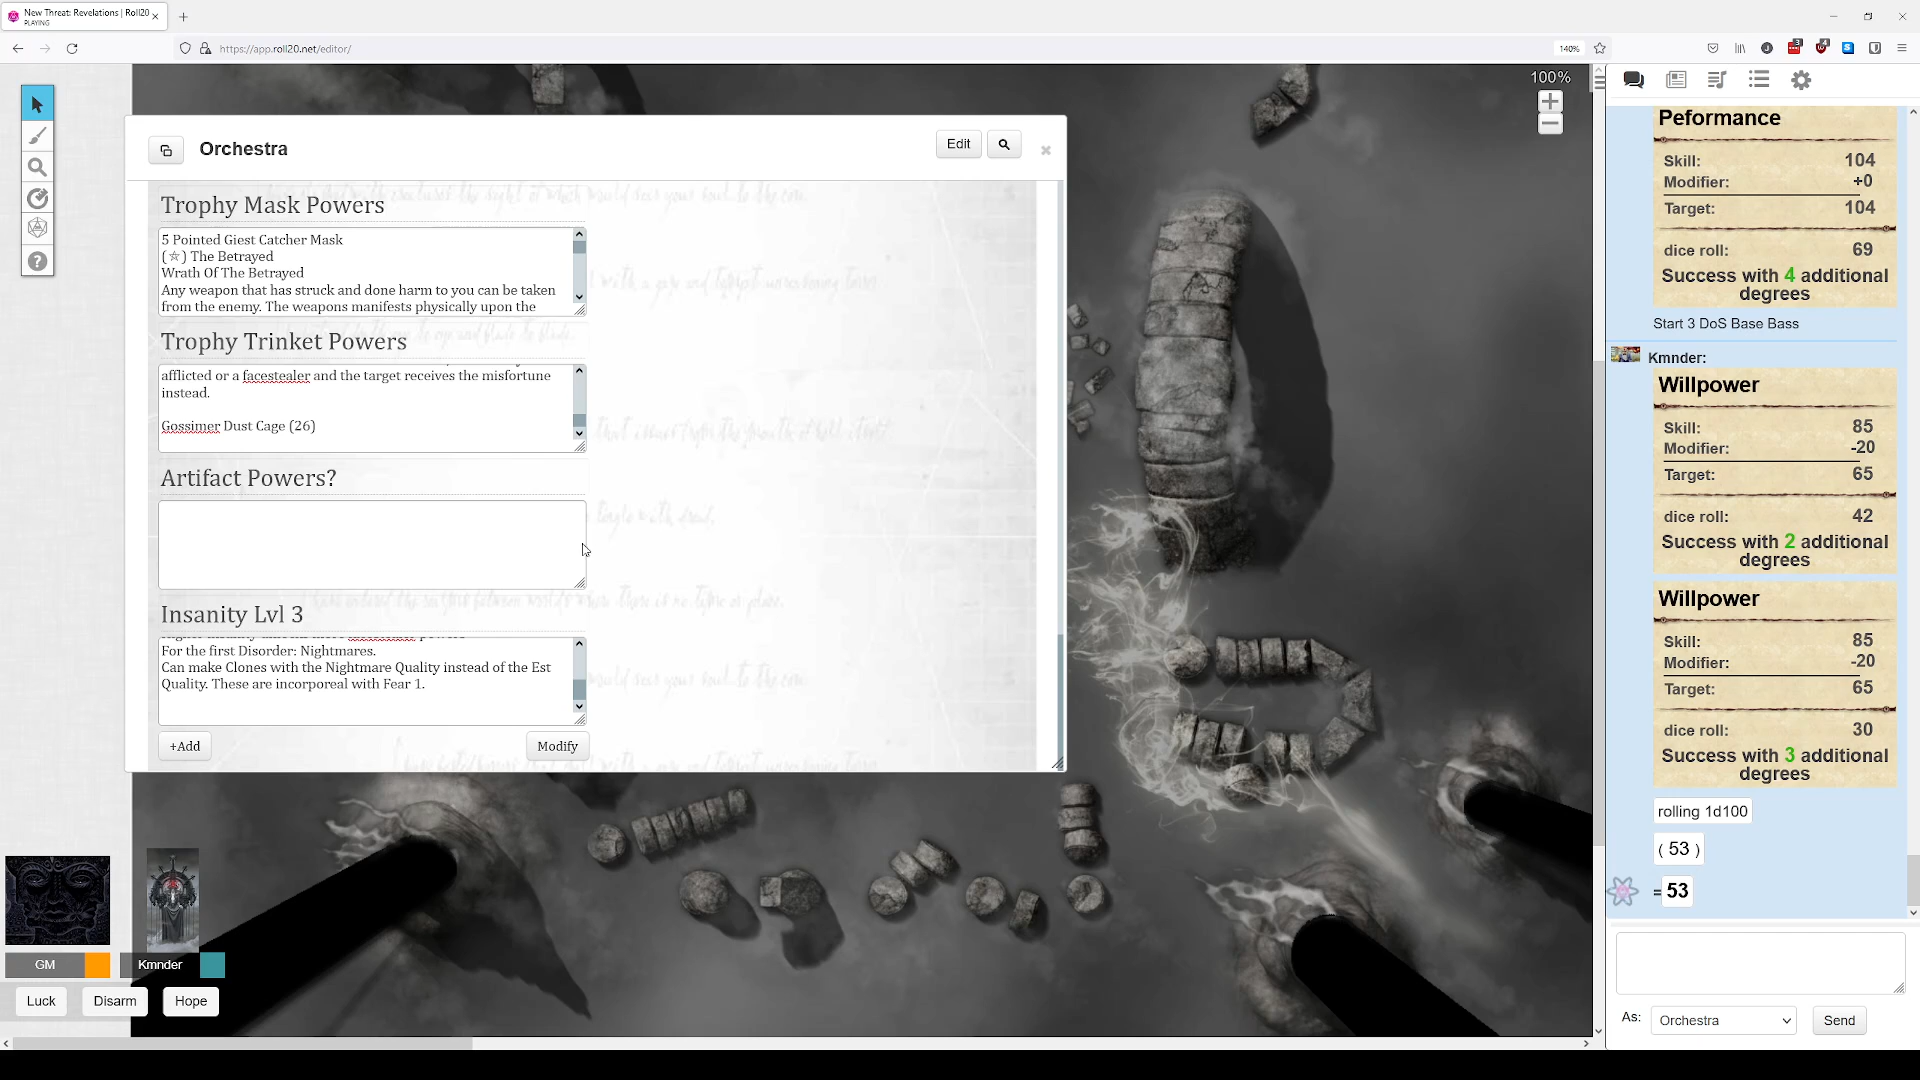 New Threat: Revelations | Roll20
PLAYING
https://app.roll20.net/editor/
140%
3
4
100%
Orchestra
Edit
Trophy Mask Powers
5 Pointed Giest Catcher Mask
(☆) The Betrayed
Wrath Of The Betrayed
Any weapon that has struck and done harm to you can be taken
from the enemy. The weapons manifests physically upon the
Trophy Trinket Powers
afflicted or a facestealer and the target receives the misfortune
instead.
Gossimer Dust Cage (26)
Artifact Powers?
Insanity Lvl 3
For the first Disorder: Nightmares.
Can make Clones with the Nightmare Quality instead of the Est
Quality. These are incorporeal with Fear 1.
+Add
Modify
GM
Kmnder
Luck
Disarm
Hope
Peformance
Skill: 104
Modifier: +0
Target: 104
dice roll: 69
Success with 4 additional
degrees
Start 3 DoS Base Bass
Kmnder:
Willpower
Skill: 85
Modifier: -20
Target: 65
dice roll: 42
Success with 2 additional
degrees
Willpower
Skill: 85
Modifier: -20
Target: 65
dice roll: 30
Success with 3 additional
degrees
rolling 1d100
( 53 )
=53
As:
Orchestra
Send